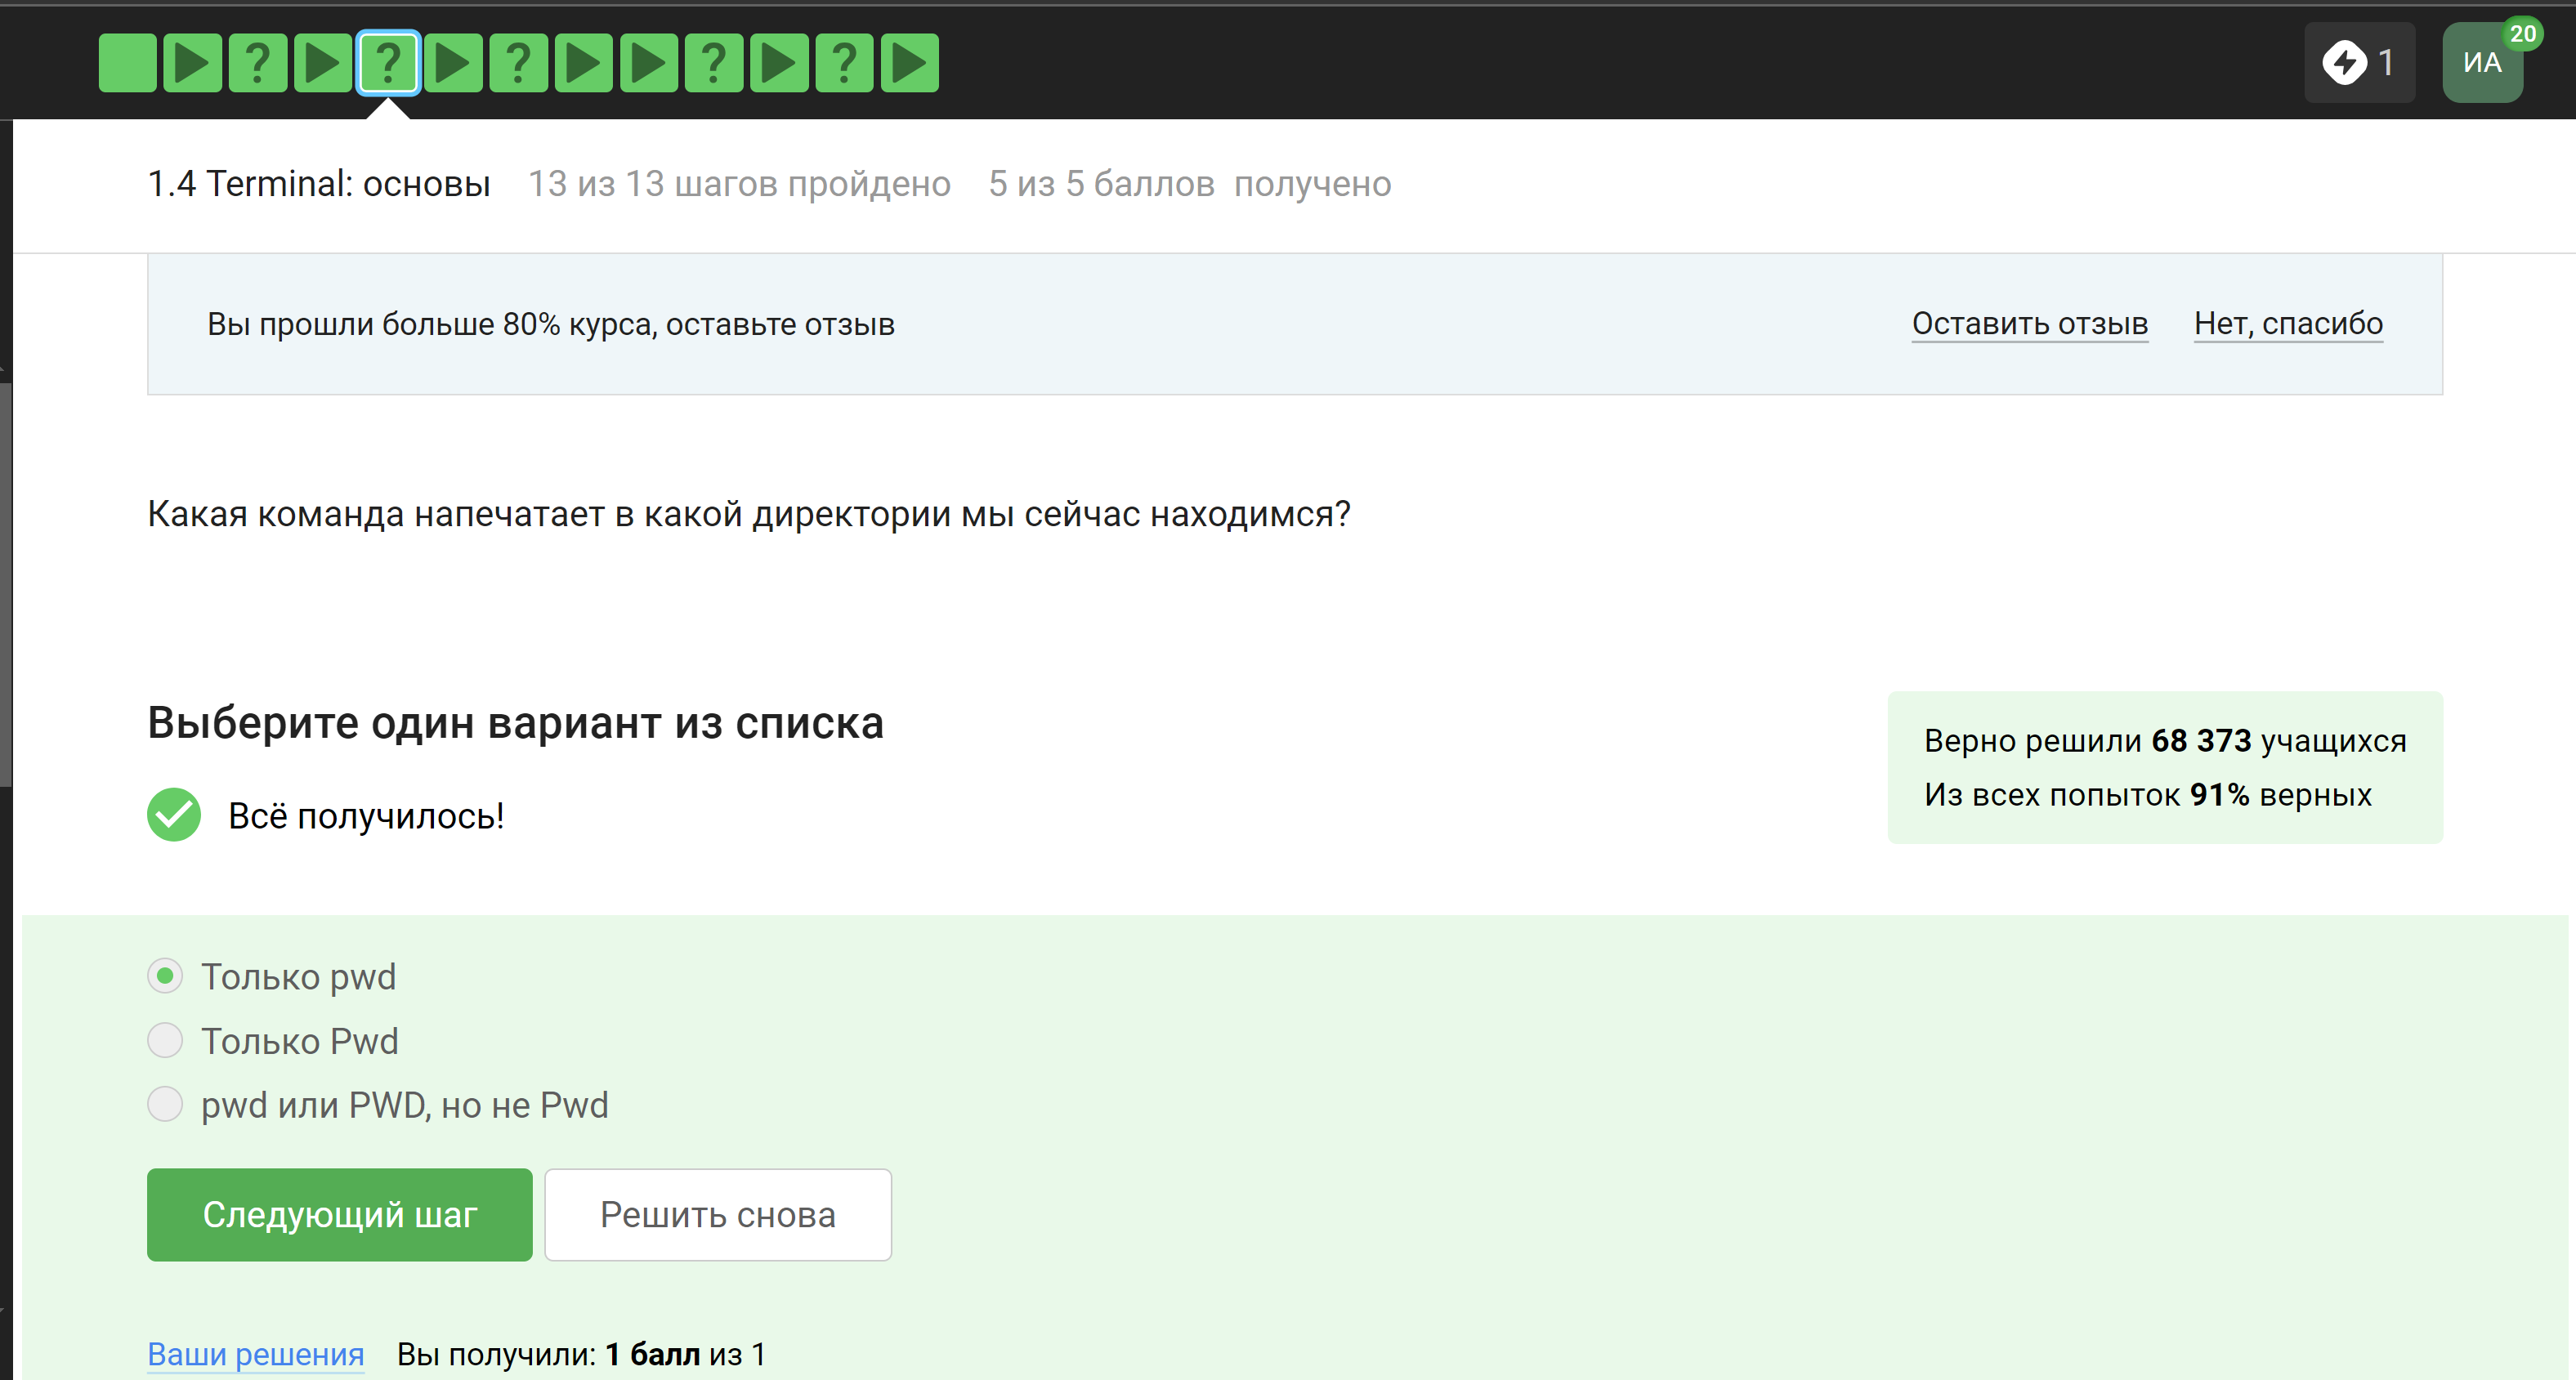 ? ? ? ? ? 1 ИА 20
1.4 Terminal: основы 13 из 13 шагов пройдено 5 из 5 баллов получено
Вы прошли больше 80% курса, оставьте отзыв Оставить отзыв Нет, спасибо
Какая команда напечатает в какой директории мы сейчас находимся?
Выберите один вариант из списка
Верно решили 68 373 учащихся
Из всех попыток 91% верных
Всё получилось!
Только pwd
Только Pwd
pwd или PWD, но не Pwd
Следующий шаг Решить снова
Ваши решения Вы получили: 1 балл из 1